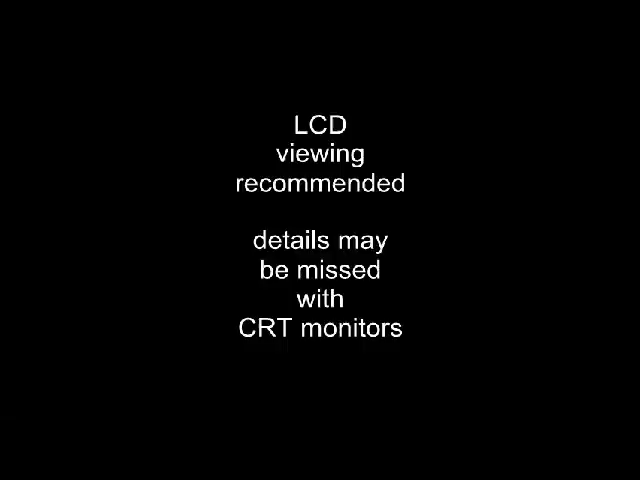 LCD
viewing
recommended
details may
be missed
with
CRT monitors